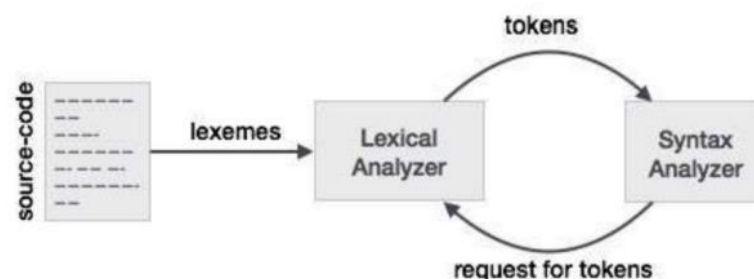 tokens
source-code
lexemes
Lexical
Analyzer
Syntax
Analyzer
request for tokens